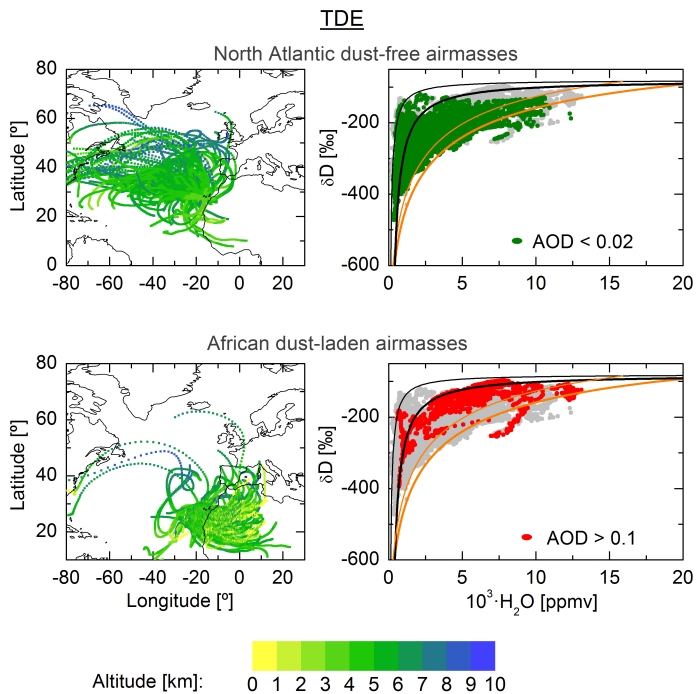 TDE
North Atlantic dust-free airmasses
80
60
40
20
0
Latitude [º]
-80 -60 -40 -20 0 20
80
-200
-400
-600
δD [‰]
0 5 10 15 20
AOD < 0.02
African dust-laden airmasses
80
60
40
20
Latitude [º]
-80 -60 -40 -20 0 20
Longitude [º]
-200
-400
-600
δD [‰]
0 5 10 15 20
10³·H₂O [ppmv]
AOD > 0.1
Altitude [km]:
0 1 2 3 4 5 6 7 8 9 10